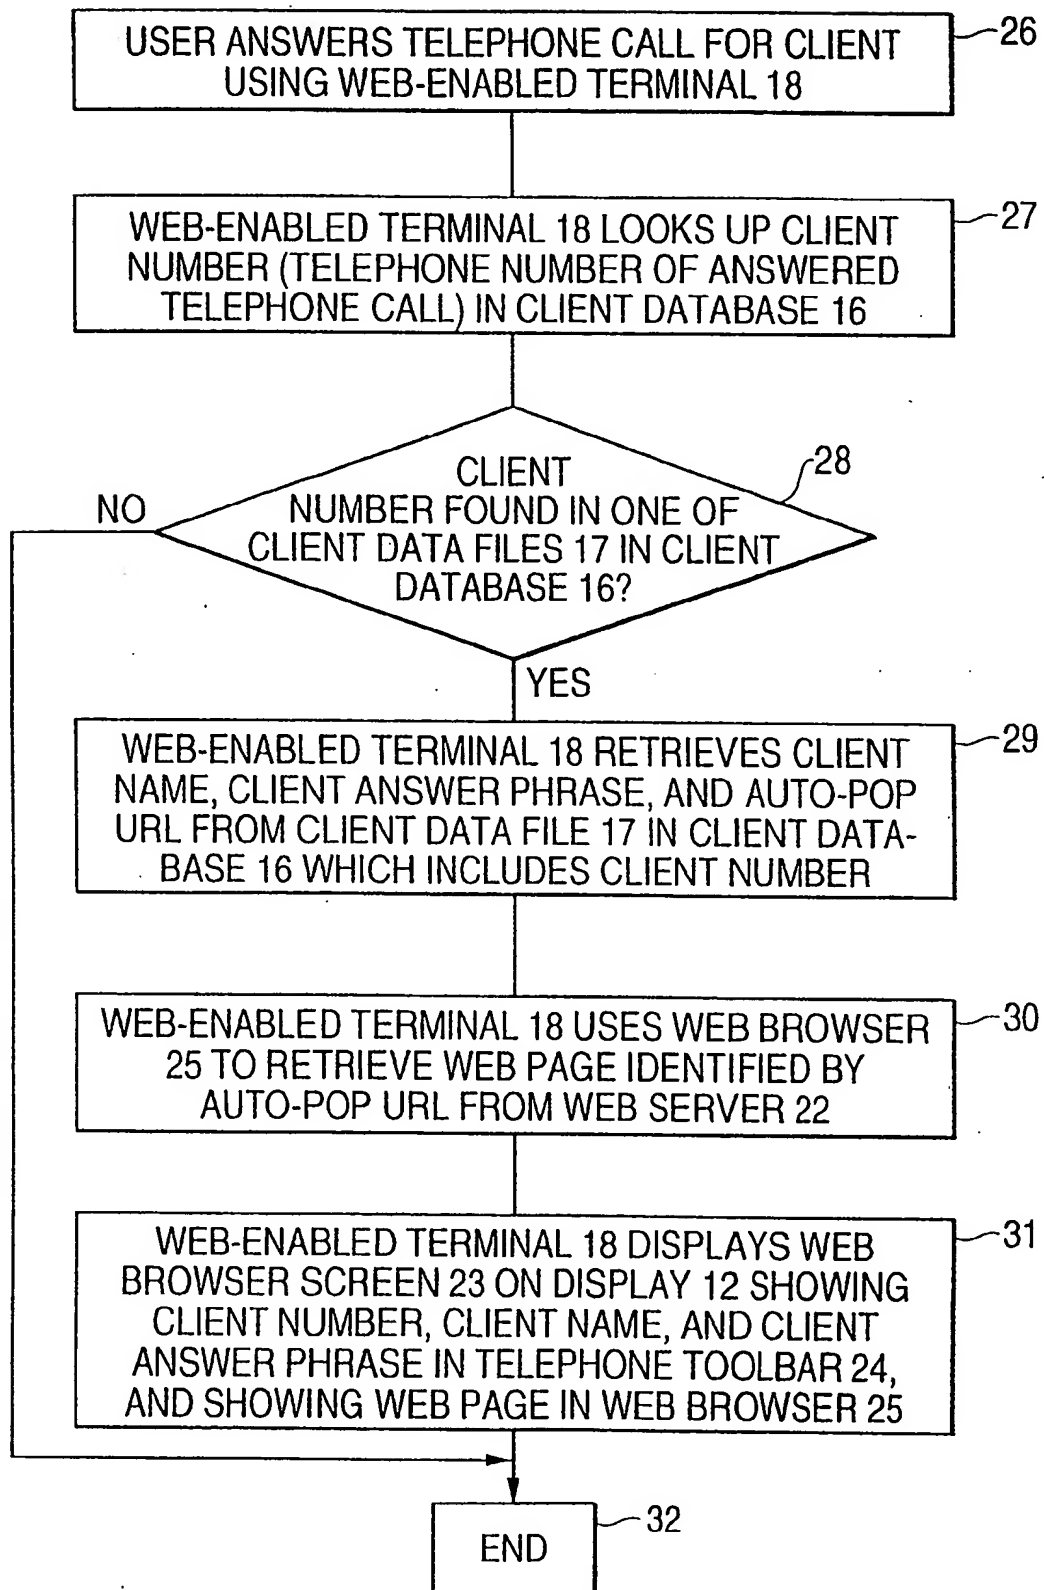 USER ANSWERS TELEPHONE CALL FOR CLIENT
USING WEB-ENABLED TERMINAL 18
26
WEB-ENABLED TERMINAL 18 LOOKS UP CLIENT
NUMBER (TELEPHONE NUMBER OF ANSWERED
TELEPHONE CALL) IN CLIENT DATABASE 16
27
CLIENT
NUMBER FOUND IN ONE OF
CLIENT DATA FILES 17 IN CLIENT
DATABASE 16?
28
NO
YES
WEB-ENABLED TERMINAL 18 RETRIEVES CLIENT
NAME, CLIENT ANSWER PHRASE, AND AUTO-POP
URL FROM CLIENT DATA FILE 17 IN CLIENT DATA-
BASE 16 WHICH INCLUDES CLIENT NUMBER
29
WEB-ENABLED TERMINAL 18 USES WEB BROWSER
25 TO RETRIEVE WEB PAGE IDENTIFIED BY
AUTO-POP URL FROM WEB SERVER 22
30
WEB-ENABLED TERMINAL 18 DISPLAYS WEB
BROWSER SCREEN 23 ON DISPLAY 12 SHOWING
CLIENT NUMBER, CLIENT NAME, AND CLIENT
ANSWER PHRASE IN TELEPHONE TOOLBAR 24,
AND SHOWING WEB PAGE IN WEB BROWSER 25
31
END
32